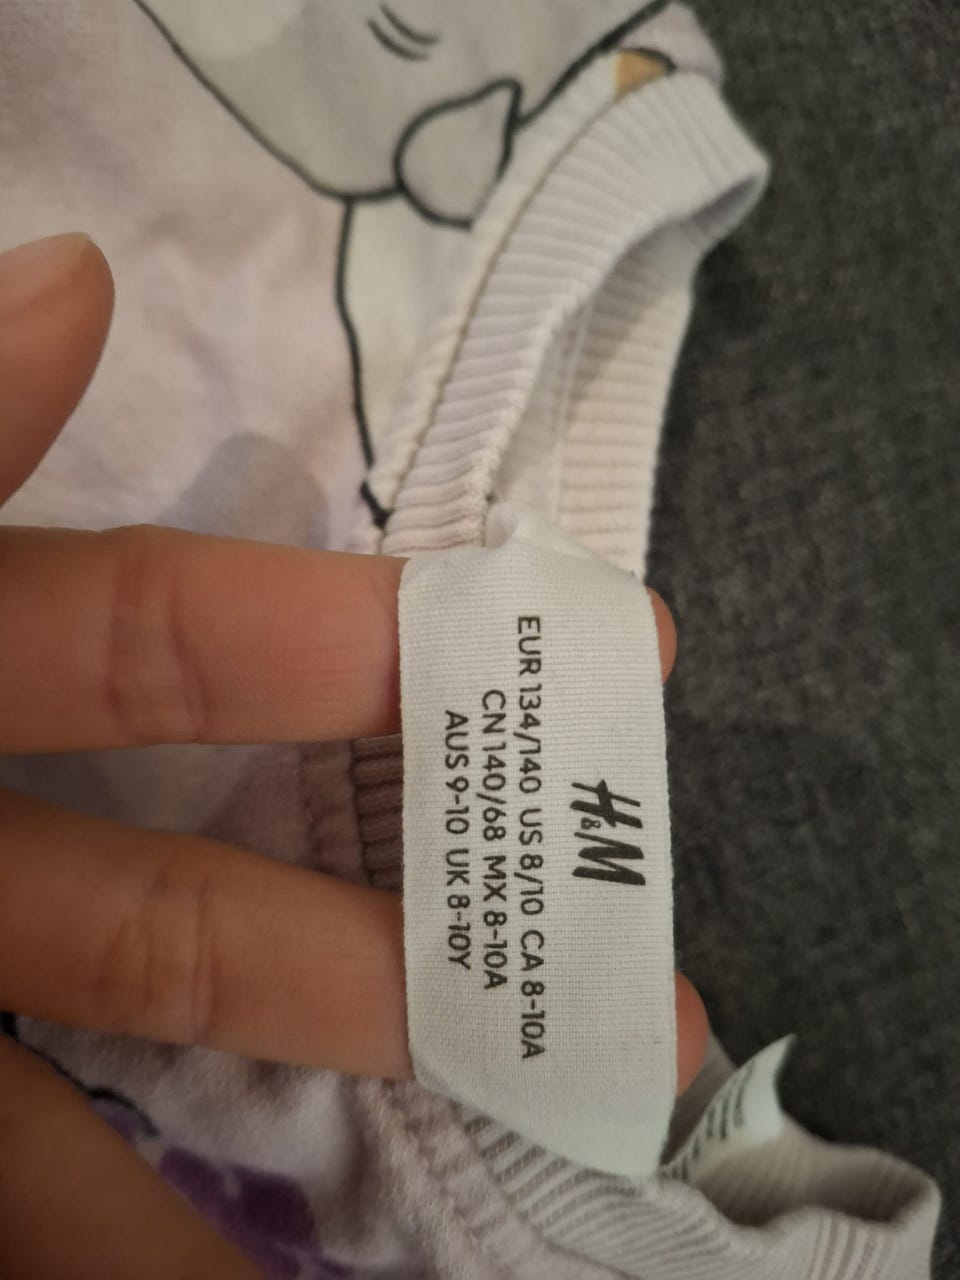 H&M
EUR 134/140 US 8/10 CA 8-10A
CN 140/68 MX 8-10A
AUS 9-10 UK 8-10Y